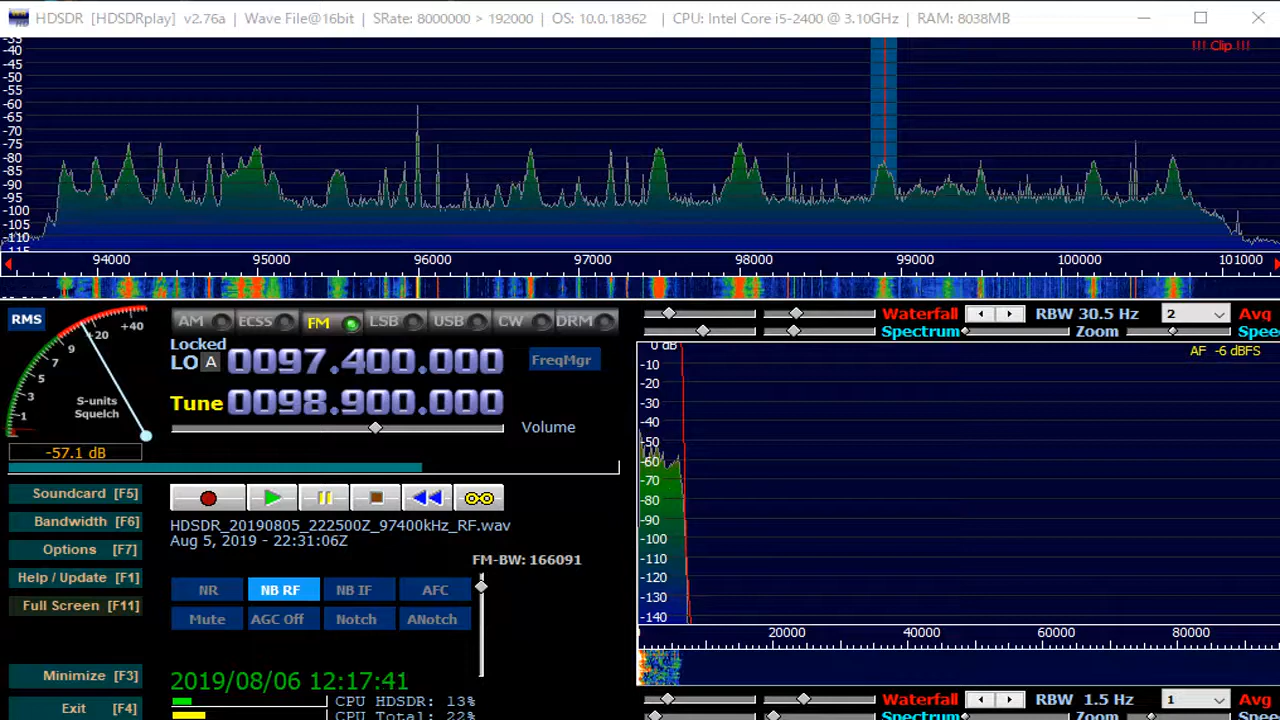 HDSDR [HDSDRplay] v2.76a | Wave File@16bit | SRate: 8000000 > 192000 | OS: 10.0.18362 | CPU: Intel Core i5-2400 @ 3.10GHz | RAM: 8038MB
!!! Clip !!!
-35
-40
-45
-50
-55
-60
-65
-70
-75
-80
-85
-90
-95
-100
-105
-110
-115
94000 95000 96000 97000 98000 99000 100000 101000
RMS
1 3 5 7 9 +20 +40
S-units
Squelch
-57.1 dB
AM ECSS FM LSB USB CW DRM
Locked
LO A 0097.400.000 FreqMgr
Tune 0098.900.000
Volume
Soundcard [F5]
Bandwidth [F6]
Options [F7]
Help / Update [F1]
Full Screen [F11]
Minimize [F3]
Exit [F4]
HDSDR_20190805_222500Z_97400kHz_RF.wav
Aug 5, 2019 - 22:31:06Z
FM-BW: 166091
NR NB RF NB IF AFC
Mute AGC Off Notch ANotch
2019/08/06 12:17:41
CPU HDSDR: 13%
CPU Total: 22%
Waterfall RBW 30.5 Hz 2 Avg
Spectrum Zoom Spee
AF -6 dBFS
0 dB
-10
-20
-30
-40
-50
-60
-70
-80
-90
-100
-110
-120
-130
-140
20000 40000 60000 80000
Waterfall RBW 1.5 Hz 1 Avg
Spectrum Zoom Spee